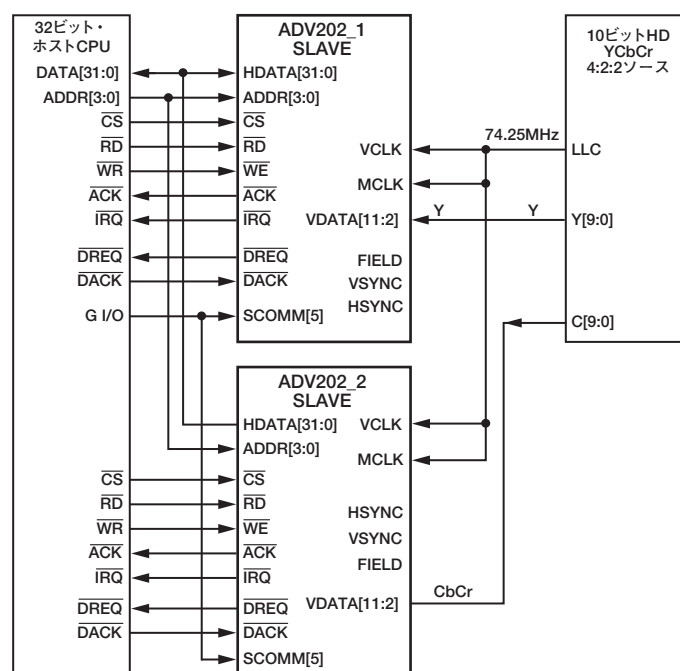 32ビット・
ホストCPU
DATA[31:0]
ADDR[3:0]
CS
RD
WR
ACK
IRQ
DREQ
DACK
G I/O
CS
RD
WR
ACK
IRQ
DREQ
DACK
ADV202_1
SLAVE
HDATA[31:0]
ADDR[3:0]
CS
RD
WE
ACK
IRQ
DREQ
DACK
SCOMM[5]
VCLK
MCLK
VDATA[11:2]
FIELD
VSYNC
HSYNC
ADV202_2
SLAVE
HDATA[31:0]
ADDR[3:0]
CS
RD
WE
ACK
IRQ
DREQ
DACK
SCOMM[5]
VCLK
MCLK
HSYNC
VSYNC
FIELD
VDATA[11:2]
74.25MHz
Y
Y
CbCr
10ビットHD
YCbCr
4:2:2ソース
LLC
Y[9:0]
C[9:0]